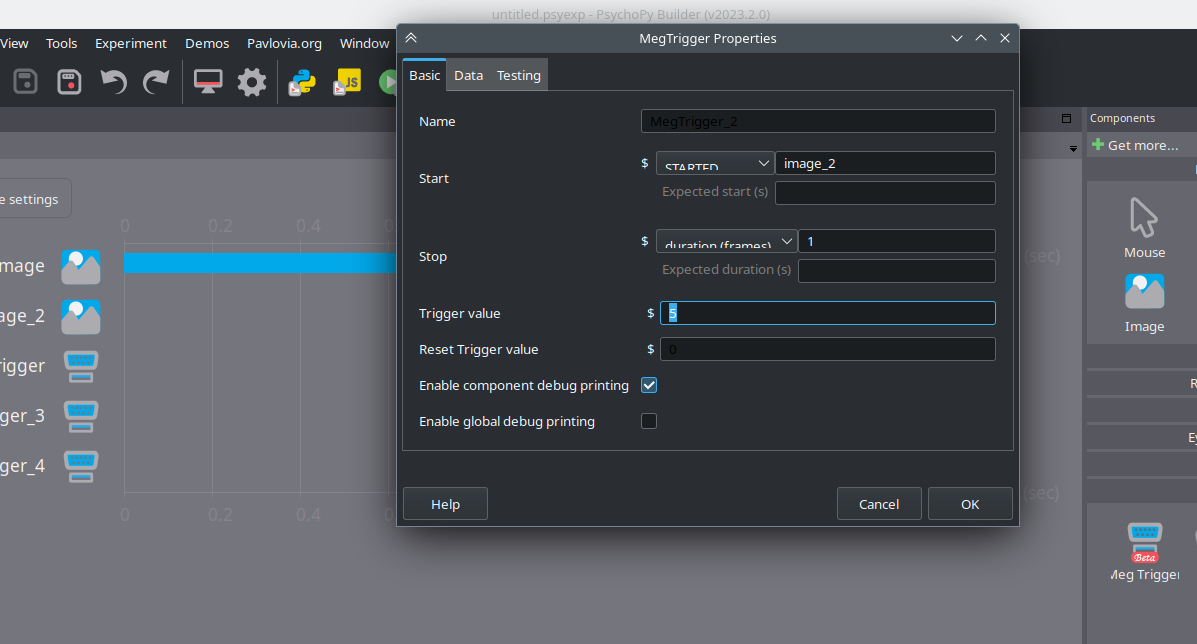 untitled.psyexp - PsychoPy Builder (v2023.2.0)
View Tools Experiment Demos Pavlovia.org Window
MegTrigger Properties
JS
Basic Data Testing
Name MegTrigger_2
Start $ STARTED image_2
Expected start (s)
Stop $ duration (frames) 1
Expected duration (s)
Trigger value $ 5
Reset Trigger value $ 0
Enable component debug printing
Enable global debug printing
Help Cancel OK
e settings
0 0.2 0.4 0
mage
age_2
rigger
ger_3
ger_4
0 0.2 0.4 0
(sec)
(sec)
Components
Get more...
Mouse
Image
R
Ey
Beta
Meg Trigger